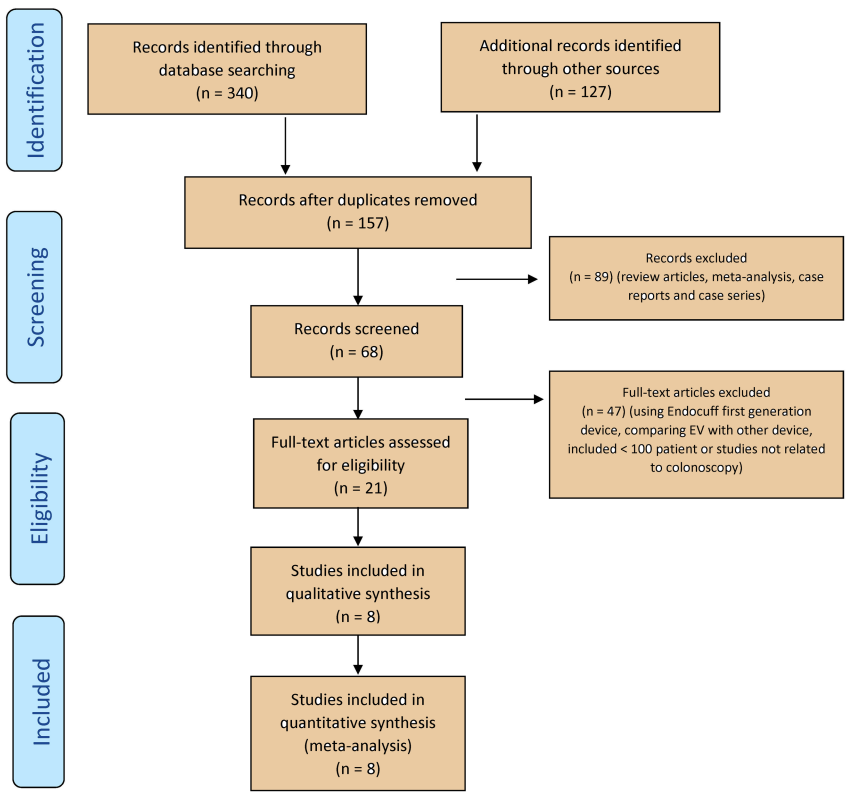 Identification
Records identified through
database searching
(n = 340)
Additional records identified
through other sources
(n = 127)
Records after duplicates removed
(n = 157)
Screening
Records excluded
(n = 89) (review articles, meta-analysis, case
reports and case series)
Records screened
(n = 68)
Full-text articles excluded
(n = 47) (using Endocuff first generation
device, comparing EV with other device,
included < 100 patient or studies not related
to colonoscopy)
Eligibility
Full-text articles assessed
for eligibility
(n = 21)
Studies included in
qualitative synthesis
(n = 8)
Included
Studies included in
quantitative synthesis
(meta-analysis)
(n = 8)